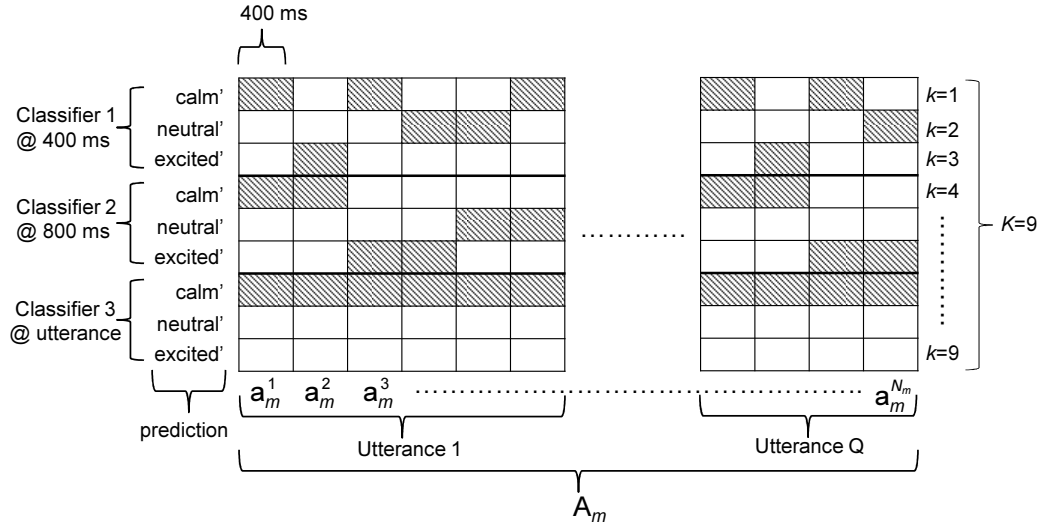 400 ms
Classifier 1
@ 400 ms
calm’
neutral’
excited’
k=1
k=2
k=3
Classifier 2
@ 800 ms
calm’
neutral’
excited’
k=4
K=9
Classifier 3
@ utterance
calm’
neutral’
excited’
k=9
prediction
a_m^1 a_m^2 a_m^3 a_m^{N_m}
Utterance 1
Utterance Q
A_m